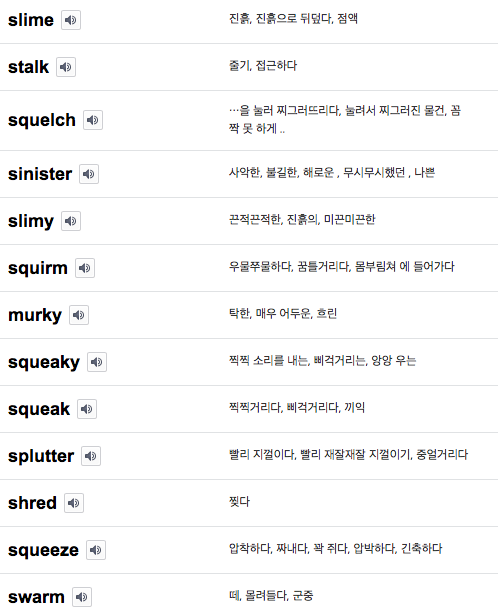 slime 진흙, 진흙으로 뒤덮다, 점액
stalk 줄기, 접근하다
squelch …을 눌러 찌그러뜨리다, 눌려서 찌그러진 물건, 꼼
짝 못 하게 ..
sinister 사악한, 불길한, 해로운 , 무시무시했던 , 나쁜
slimy 끈적끈적한, 진흙의, 미끈미끈한
squirm 우물쭈물하다, 꿈틀거리다, 몸부림쳐 에 들어가다
murky 탁한, 매우 어두운, 흐린
squeaky 찍찍 소리를 내는, 삐걱거리는, 앙앙 우는
squeak 찍찍거리다, 삐걱거리다, 끼익
splutter 빨리 지껄이다, 빨리 재잘재잘 지껄이기, 중얼거리다
shred 찢다
squeeze 압착하다, 짜내다, 꽉 쥐다, 압박하다, 긴축하다
swarm 떼, 몰려들다, 군중